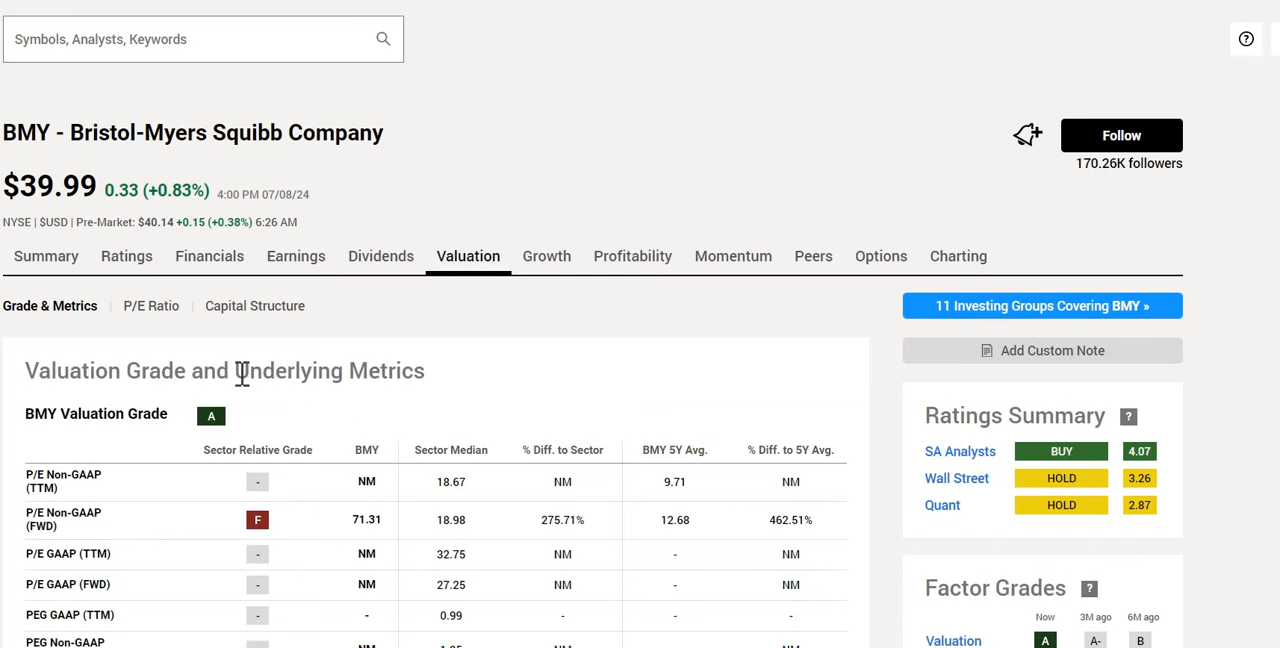 Symbols, Analysts, Keywords
BMY - Bristol-Myers Squibb Company
Follow
170.26K followers
$39.99 0.33 (+0.83%) 4:00 PM 07/08/24
NYSE | $USD | Pre-Market: $40.14 +0.15 (+0.38%) 6:26 AM
Summary Ratings Financials Earnings Dividends Valuation Growth Profitability Momentum Peers Options Charting
Grade & Metrics | P/E Ratio | Capital Structure
11 Investing Groups Covering BMY »
Add Custom Note
Valuation Grade and Underlying Metrics
BMY Valuation Grade A
Sector Relative Grade BMY Sector Median % Diff. to Sector BMY 5Y Avg. % Diff. to 5Y Avg.
P/E Non-GAAP
(TTM) - NM 18.67 NM 9.71 NM
P/E Non-GAAP
(FWD) F 71.31 18.98 275.71% 12.68 462.51%
P/E GAAP (TTM) - NM 32.75 NM - NM
P/E GAAP (FWD) - NM 27.25 NM - NM
PEG GAAP (TTM) - - 0.99 - - -
PEG Non-GAAP
Ratings Summary ?
SA Analysts BUY 4.07
Wall Street HOLD 3.26
Quant HOLD 2.87
Factor Grades ?
Now 3M ago 6M ago
Valuation A A- B